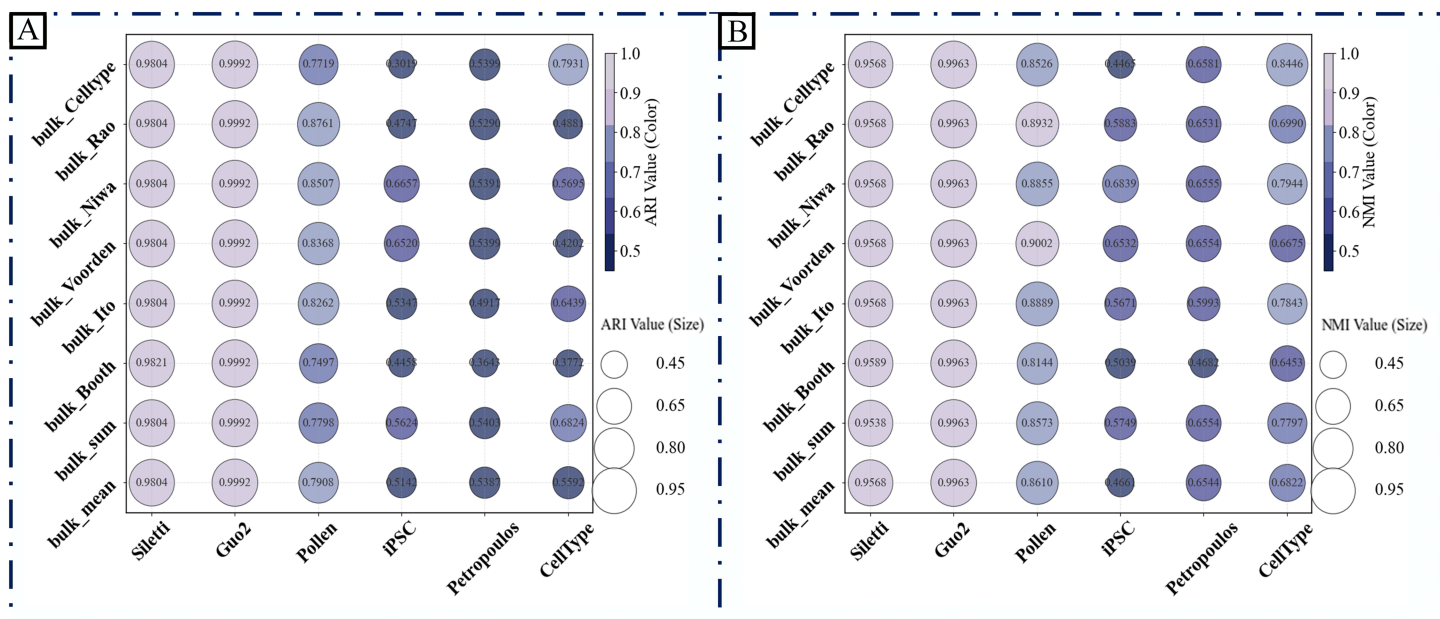 A
bulk_Celltype 0.9804 0.9992 0.7719 0.3019 0.5399 0.7931
bulk_Rao 0.9804 0.9992 0.8761 0.4747 0.5290 0.4881
bulk_Niwa 0.9804 0.9992 0.8507 0.6657 0.5391 0.5695
bulk_Voorden 0.9804 0.9992 0.8368 0.6520 0.5399 0.4202
bulk_Ito 0.9804 0.9992 0.8262 0.5347 0.4917 0.6439
bulk_Booth 0.9821 0.9992 0.7497 0.4458 0.3643 0.3772
bulk_sum 0.9804 0.9992 0.7798 0.5624 0.5403 0.6824
bulk_mean 0.9804 0.9992 0.7908 0.5142 0.5387 0.5592
Siletti Guo2 Pollen iPSC Petropoulos CellType
1.0
0.9
0.8
0.7
0.6
0.5
ARI Value (Color)
ARI Value (Size)
0.45
0.65
0.80
0.95
B
bulk_Celltype 0.9568 0.9963 0.8526 0.4465 0.6581 0.8446
bulk_Rao 0.9568 0.9963 0.8932 0.5883 0.6531 0.6990
bulk_Niwa 0.9568 0.9963 0.8855 0.6839 0.6555 0.7944
bulk_Voorden 0.9568 0.9963 0.9002 0.6532 0.6554 0.6675
bulk_Ito 0.9568 0.9963 0.8889 0.5671 0.5993 0.7843
bulk_Booth 0.9589 0.9963 0.8144 0.5039 0.4682 0.6453
bulk_sum 0.9538 0.9963 0.8573 0.5749 0.6554 0.7797
bulk_mean 0.9568 0.9963 0.8610 0.4661 0.6544 0.6822
Siletti Guo2 Pollen iPSC Petropoulos CellType
1.0
0.9
0.8
0.7
0.6
0.5
NMI Value (Color)
NMI Value (Size)
0.45
0.65
0.80
0.95